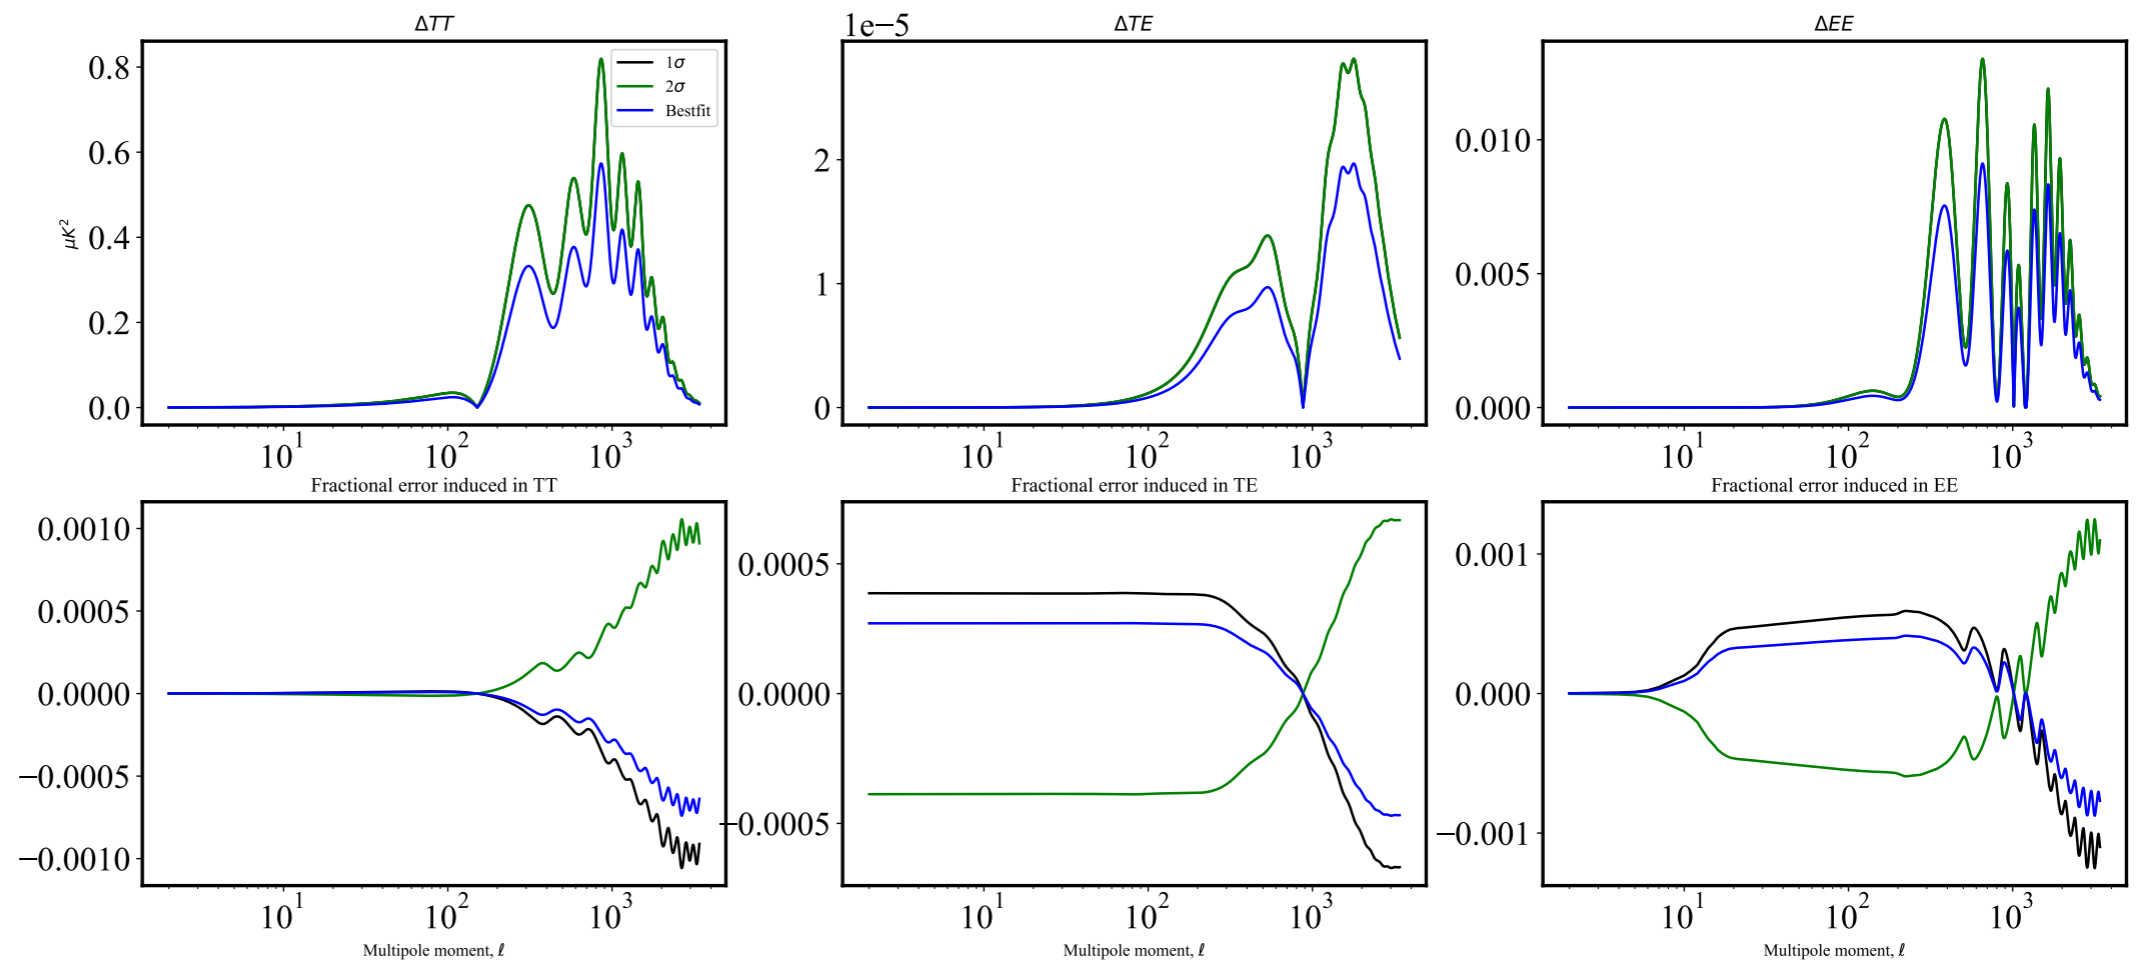 ΔTT
1e−5
ΔTE
ΔEE
1σ
2σ
Bestfit
μK²
0.8
0.6
0.4
0.2
0.0
10¹ 10² 10³
2
1
0
10¹ 10² 10³
0.010
0.005
0.000
10¹ 10² 10³
Fractional error induced in TT
Fractional error induced in TE
Fractional error induced in EE
0.0010
0.0005
0.0000
−0.0005
−0.0010
10¹ 10² 10³
Multipole moment, ℓ
0.0005
0.0000
−0.0005
10¹ 10² 10³
Multipole moment, ℓ
0.001
0.000
−0.001
10¹ 10² 10³
Multipole moment, ℓ